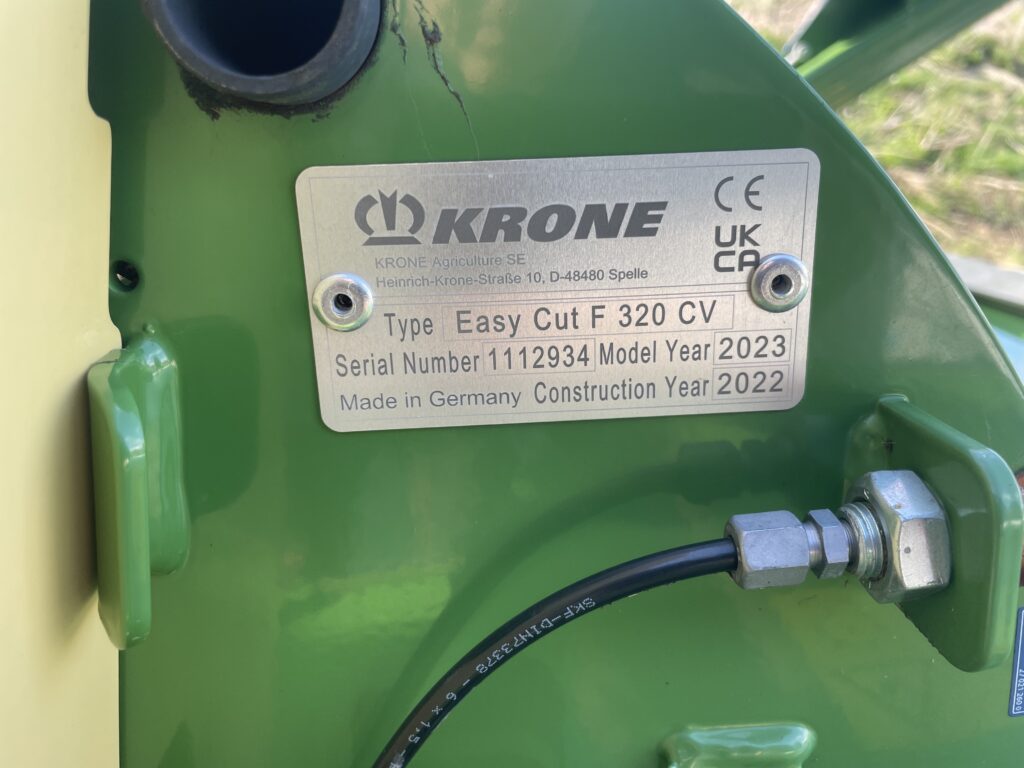 KRONE
CE
KRONE Agriculture SE
UK
CA
Heinrich-Krone-Straße 10, D-48480 Spelle
Type Easy Cut F 320 CV
Serial Number 1112934 Model Year 2023
Made in Germany Construction Year 2022
SKF-DIN73378 - 6 x 1.5 -